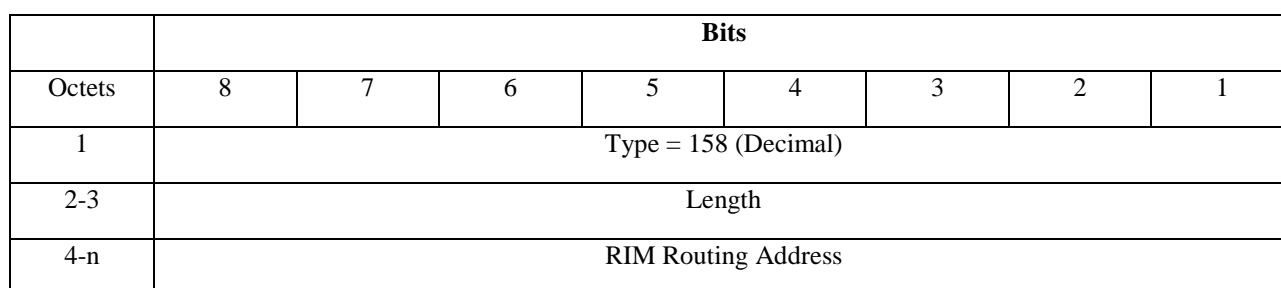 Bits
Octets 8 7 6 5 4 3 2 1
1 Type = 158 (Decimal)
2-3 Length
4-n RIM Routing Address